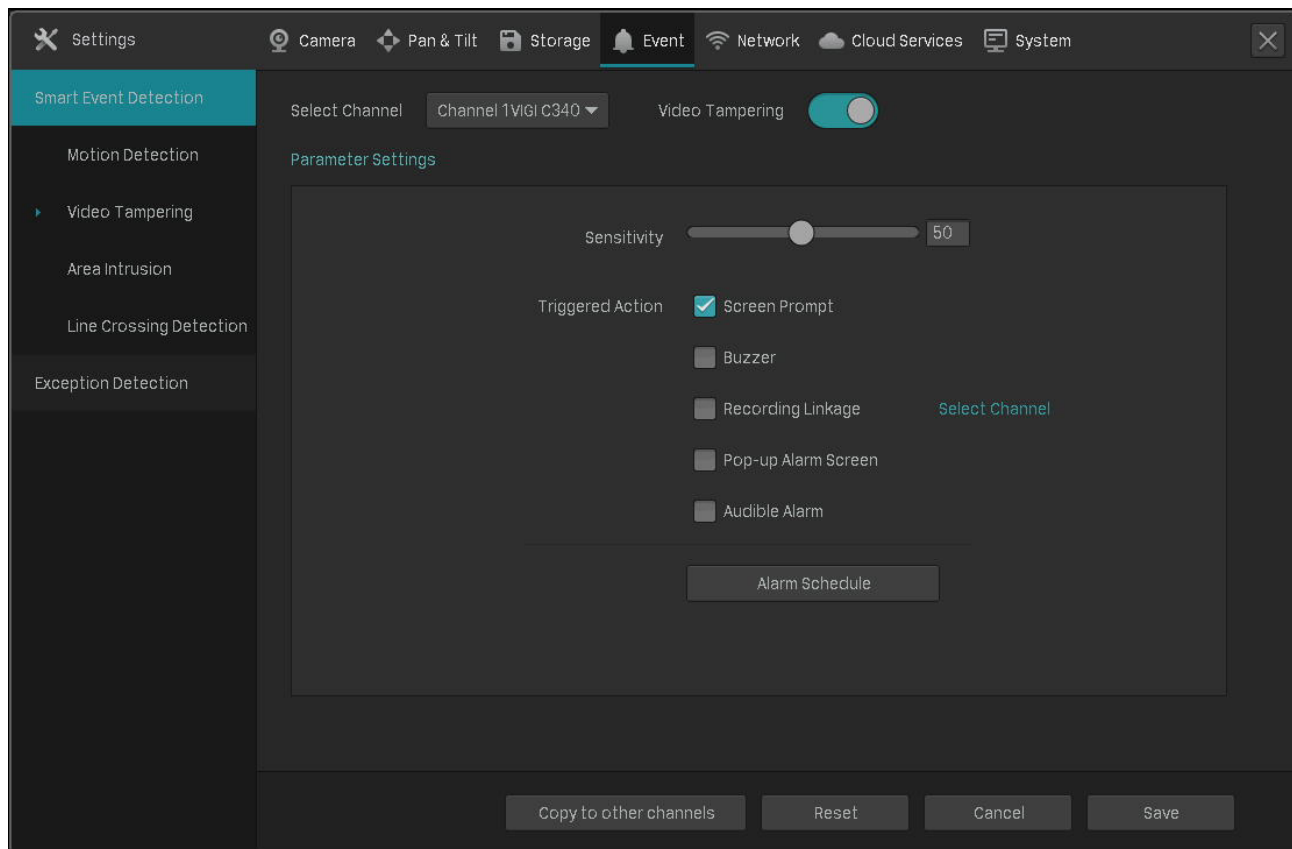 Settings
Camera
Pan & Tilt
Storage
Event
Network
Cloud Services
System
Smart Event Detection
Motion Detection
Video Tampering
Area Intrusion
Line Crossing Detection
Exception Detection
Select Channel
Channel 1VIGI C340
Video Tampering
Parameter Settings
Sensitivity
50
Triggered Action
Screen Prompt
Buzzer
Recording Linkage
Select Channel
Pop-up Alarm Screen
Audible Alarm
Alarm Schedule
Copy to other channels
Reset
Cancel
Save